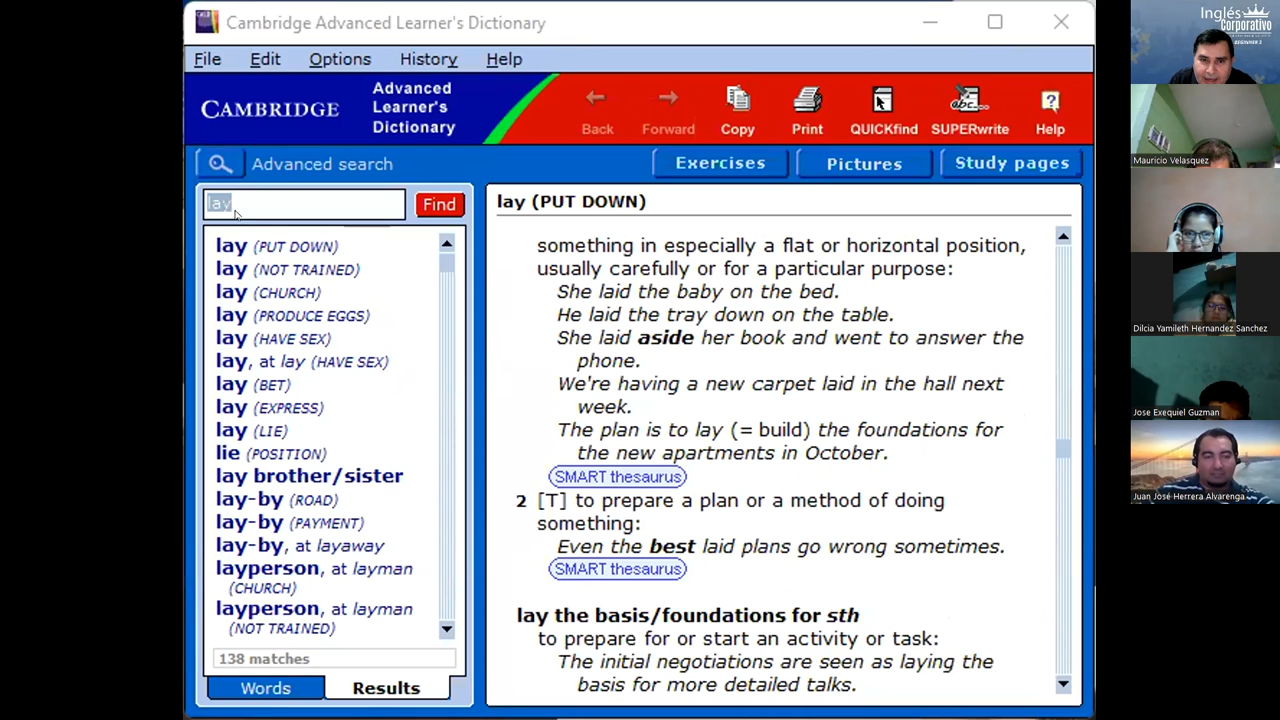 Cambridge Advanced Learner's Dictionary
File Edit Options History Help
CAMBRIDGE
Advanced
Learner's
Dictionary
Back Forward Copy Print QUICKfind SUPERwrite Help
Advanced search
Exercises Pictures Study pages
lay
Find
lay (PUT DOWN)
lay (NOT TRAINED)
lay (CHURCH)
lay (PRODUCE EGGS)
lay (HAVE SEX)
lay, at lay (HAVE SEX)
lay (BET)
lay (EXPRESS)
lay (LIE)
lie (POSITION)
lay brother/sister
lay-by (ROAD)
lay-by (PAYMENT)
lay-by, at layaway
layperson, at layman
(CHURCH)
layperson, at layman
(NOT TRAINED)
138 matches
Words Results
lay (PUT DOWN)
something in especially a flat or horizontal position,
usually carefully or for a particular purpose:
She laid the baby on the bed.
He laid the tray down on the table.
She laid aside her book and went to answer the
phone.
We're having a new carpet laid in the hall next
week.
The plan is to lay (= build) the foundations for
the new apartments in October.
SMART thesaurus
2 [T] to prepare a plan or a method of doing
something:
Even the best laid plans go wrong sometimes.
SMART thesaurus
lay the basis/foundations for sth
to prepare for or start an activity or task:
The initial negotiations are seen as laying the
basis for more detailed talks.
Inglés
Corporativo
BEGINNER 2
Mauricio Velasquez
Dilcia Yamileth Hernandez Sanchez
Jose Exequiel Guzman
Juan José Herrera Alvarenga